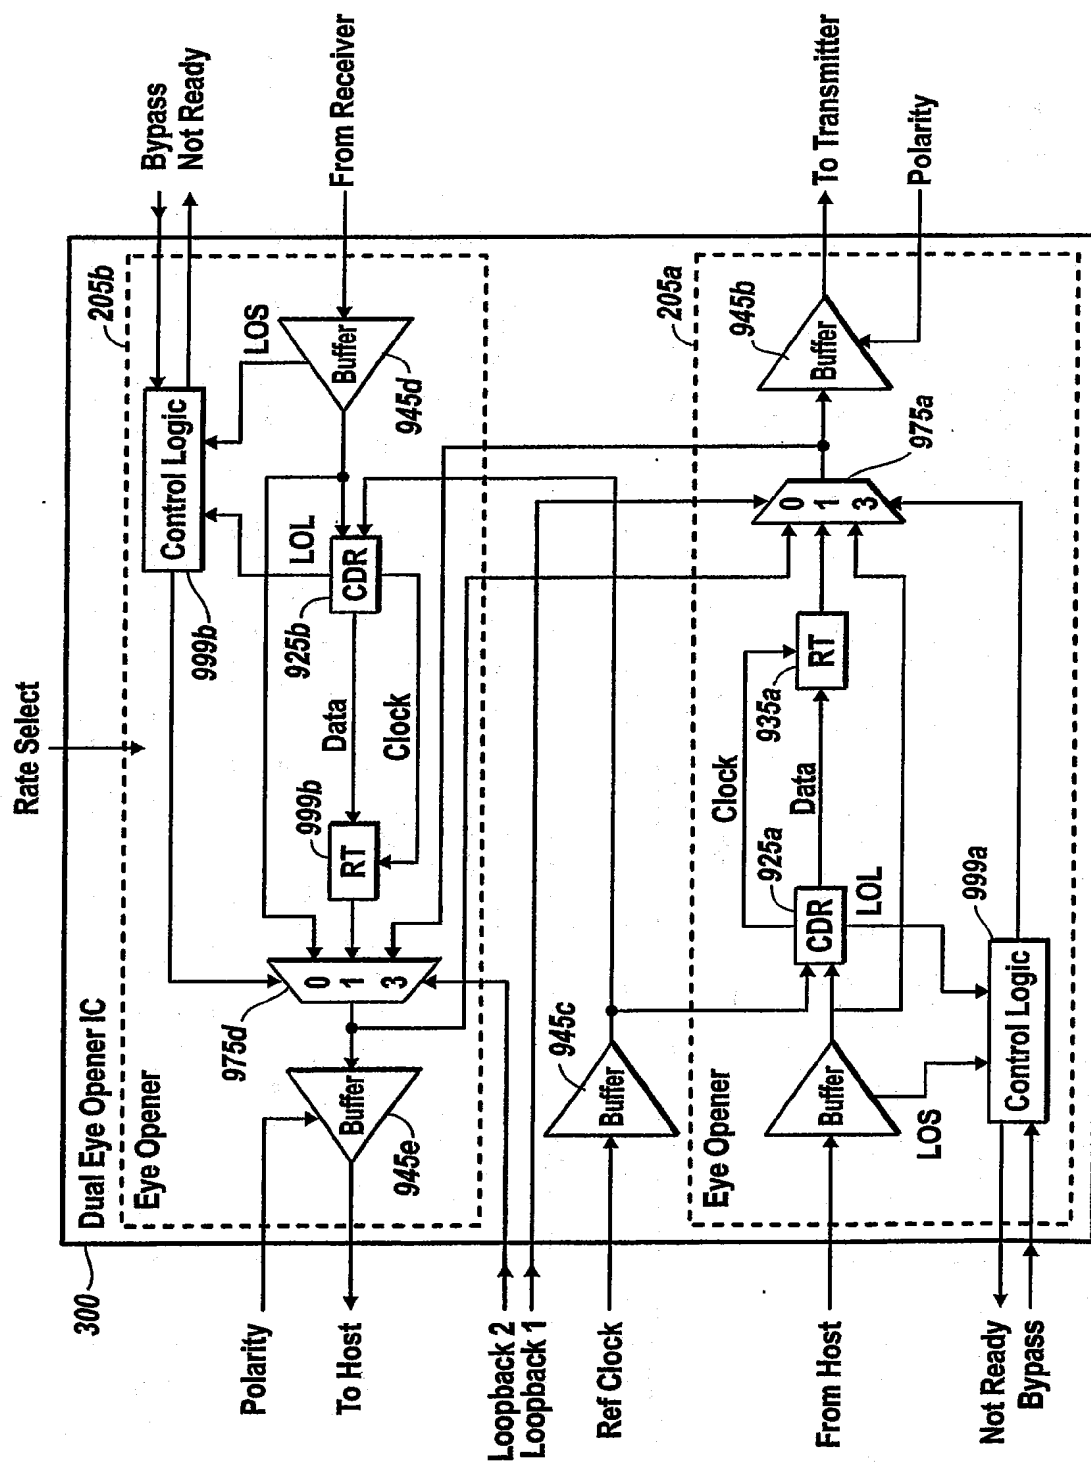 Rate Select
Dual Eye Opener IC
300
Eye Opener
205b
Bypass
Not Ready
Control Logic
999b
LOS
From Receiver
Buffer
945d
LOL
CDR
925b
Data
Clock
RT
999b
0
1
3
975d
Buffer
945e
Polarity
To Host
Loopback 2
Loopback 1
Ref Clock
Buffer
945c
Eye Opener
205a
From Host
Buffer
LOS
Control Logic
999a
Not Ready
Bypass
CDR
925a
LOL
Clock
Data
RT
935a
0
1
3
975a
Buffer
945b
To Transmitter
Polarity